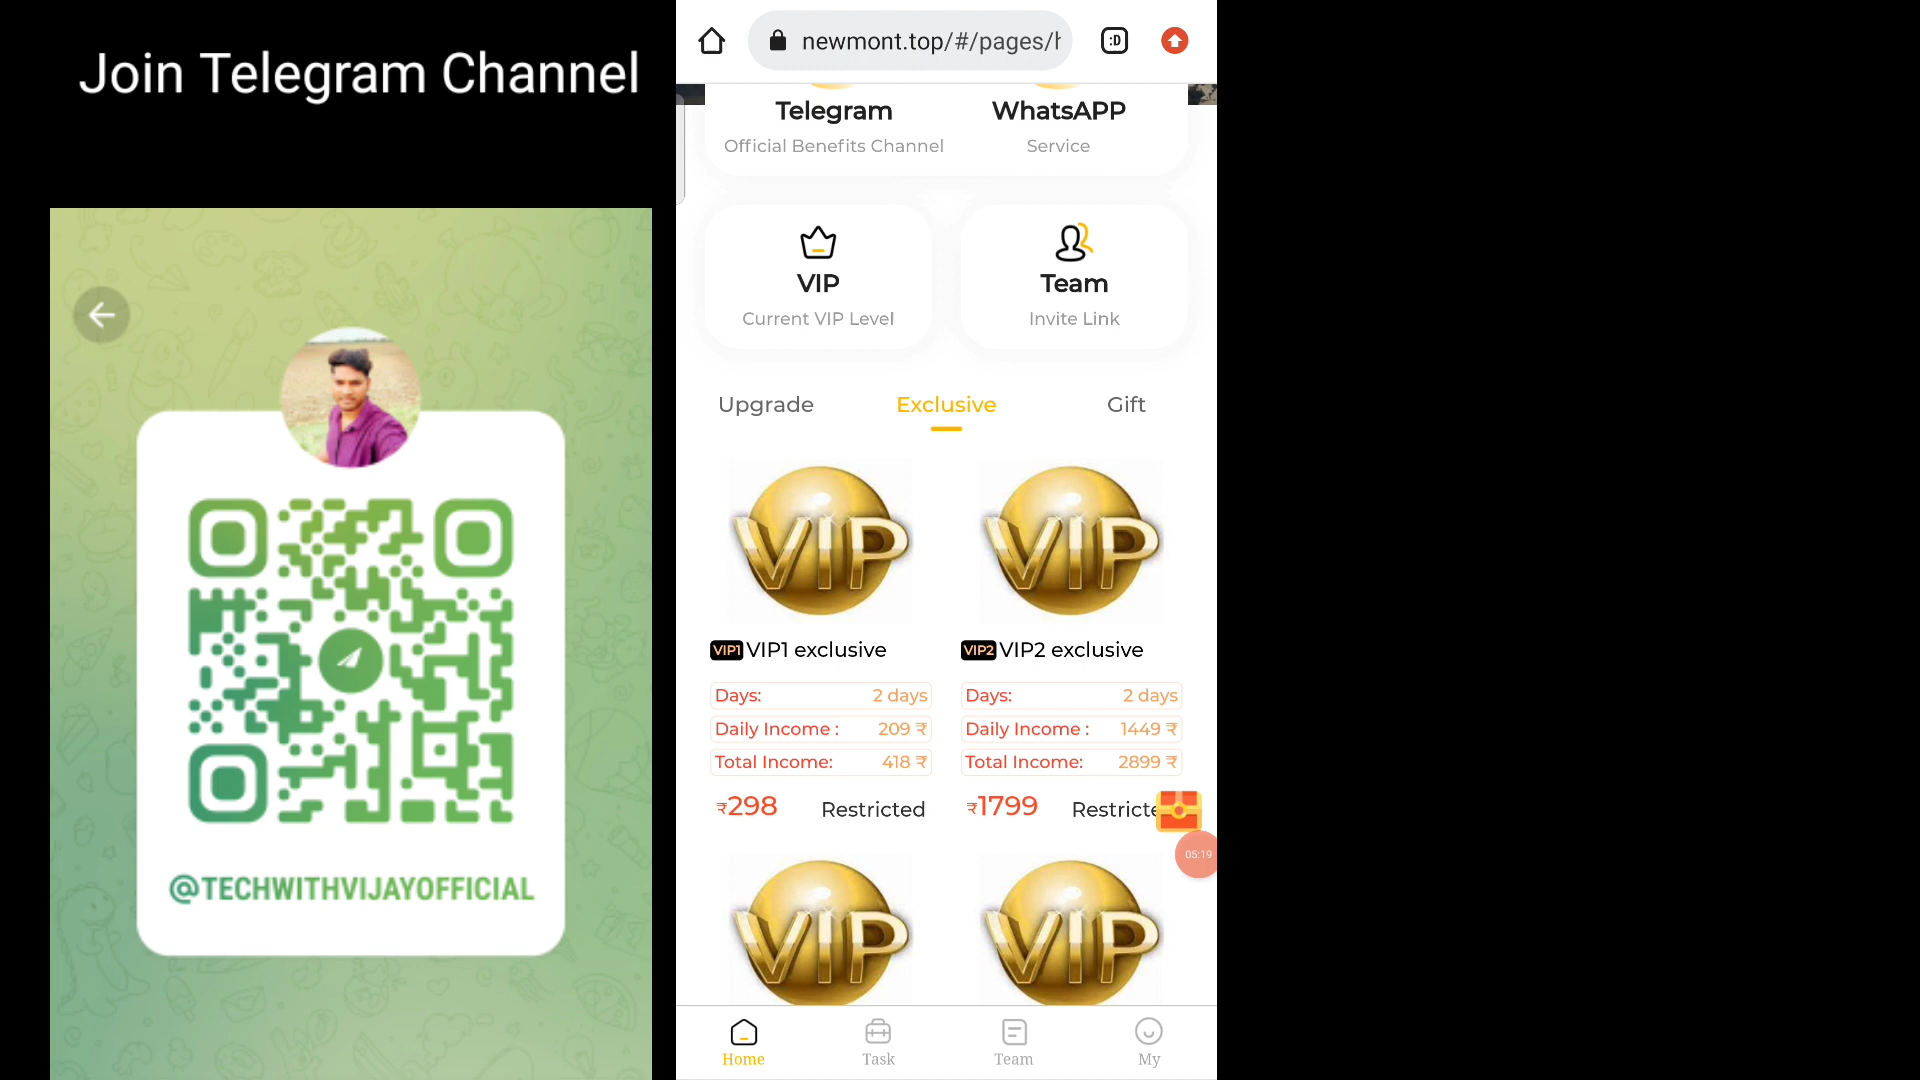 Join Telegram Channel
@TECHWITHVIJAYOFFICIAL
newmont.top/#/pages/h
:D
Telegram
Official Benefits Channel
WhatsAPP
Service
VIP
Current VIP Level
Team
Invite Link
Upgrade
Exclusive
Gift
VIP
VIP
VIP1 VIP1 exclusive
Days: 2 days
Daily Income : 209 ₹
Total Income: 418 ₹
₹298 Restricted
VIP2 VIP2 exclusive
Days: 2 days
Daily Income : 1449 ₹
Total Income: 2899 ₹
₹1799 Restricte
05:19
VIP
VIP
Home
Task
Team
My